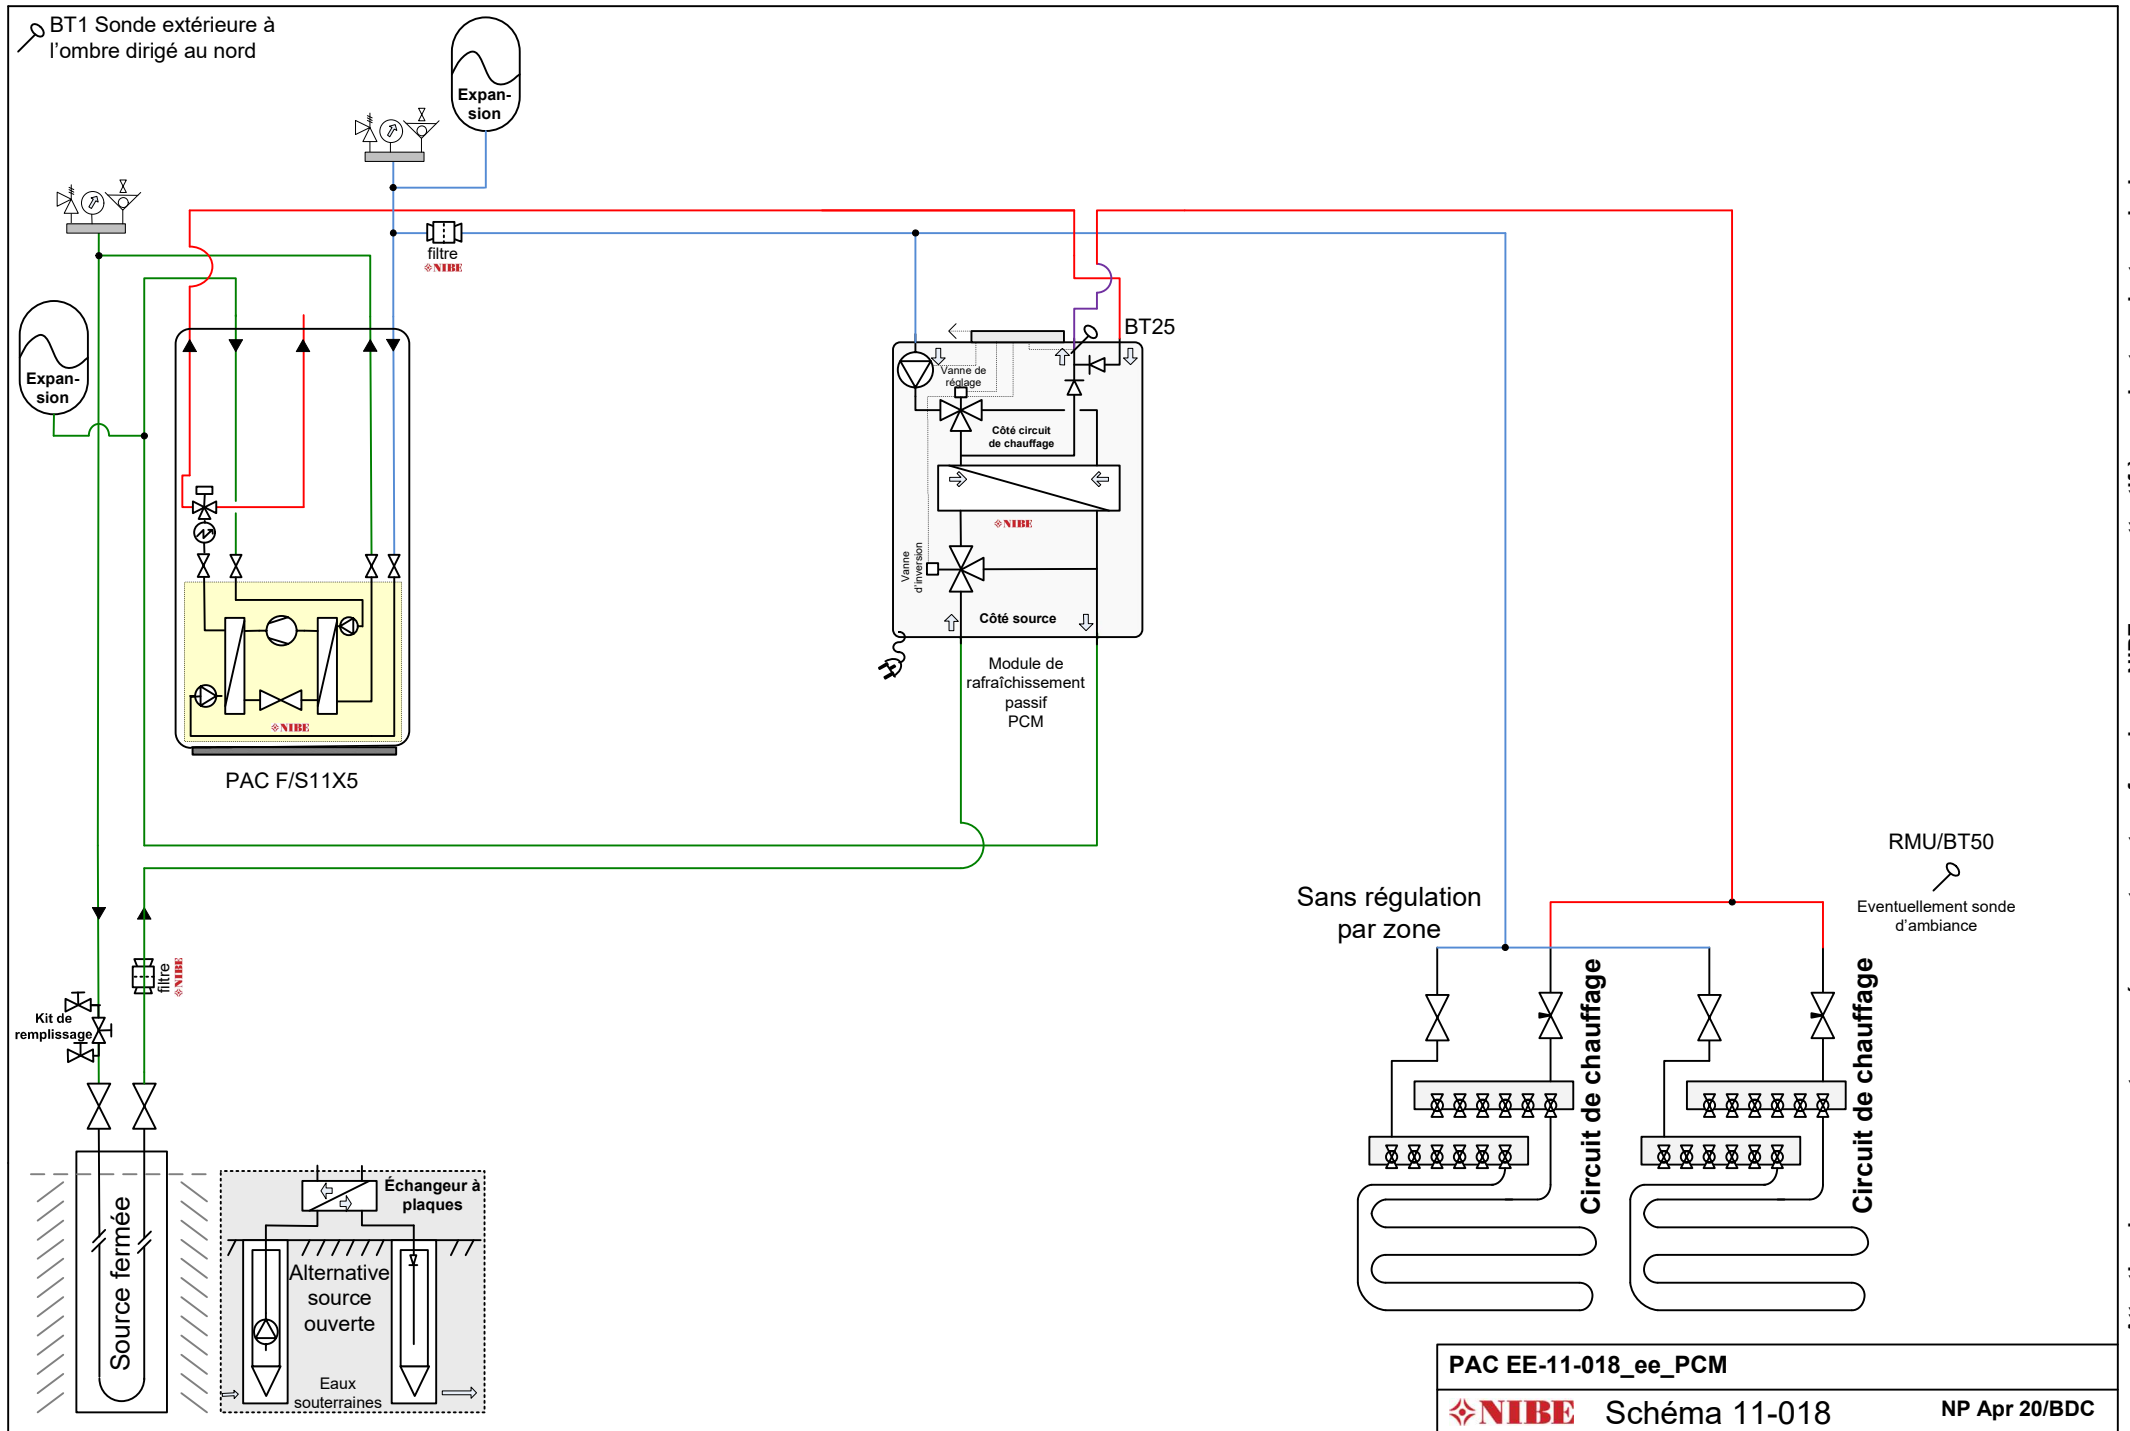 BT1 Sonde extérieure à
l'ombre dirigé au nord
Expan-
sion
filtre
NIBE
Expan-
sion
BT25
Vanne de
réglage
Côté circuit
de chauffage
NIBE
Vanne
d'inversion
Côté source
Module de
rafraîchissement
passif
PCM
NIBE
PAC F/S11X5
RMU/BT50
Eventuellement sonde
d'ambiance
Sans régulation
par zone
filtre
NIBE
Kit de
remplissage
Circuit de chauffage
Circuit de chauffage
Source fermée
Échangeur à
plaques
Alternative
source
ouverte
Eaux
souterraines
PAC EE-11-018_ee_PCM
NIBE Schéma 11-018 NP Apr 20/BDC